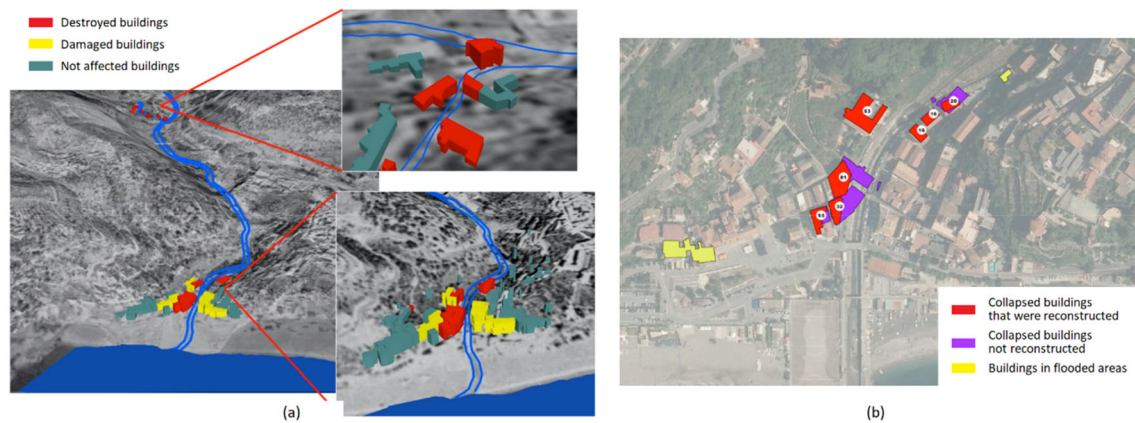 Destroyed buildings
Damaged buildings
Not affected buildings
Collapsed buildings
that were reconstructed
Collapsed buildings
not reconstructed
Buildings in flooded areas
(a)
(b)